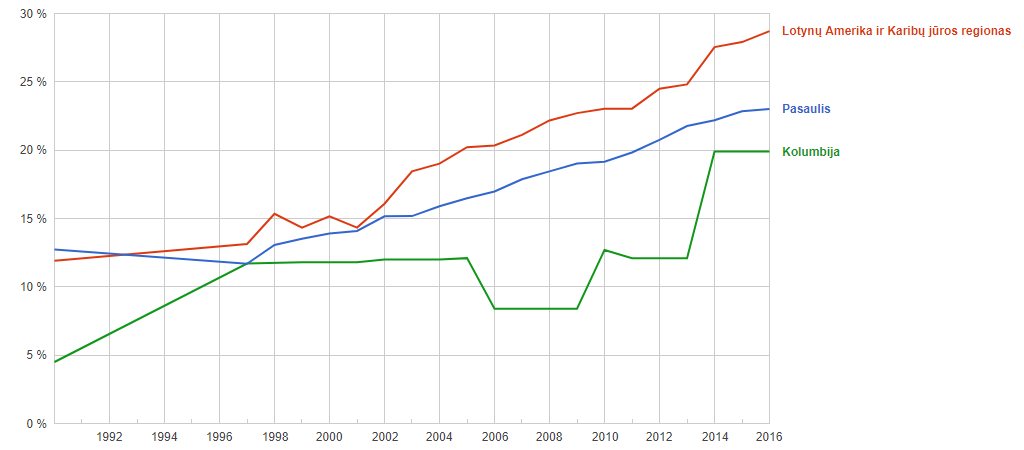 30 %
Lotynų Amerika ir Karibų jūros regionas
25 %
Pasaulis
20 %
Kolumbija
15 %
10 %
5 %
0 %
1992 1994 1996 1998 2000 2002 2004 2006 2008 2010 2012 2014 2016